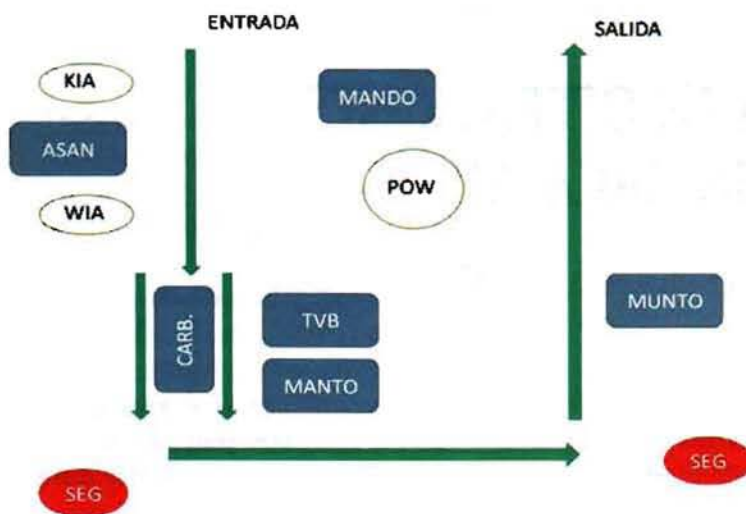 ENTRADA
SALIDA
KIA
MANDO
ASAN
POW
WIA
MUNTO
CARB.
TVB
MANTO
SEG
SEG